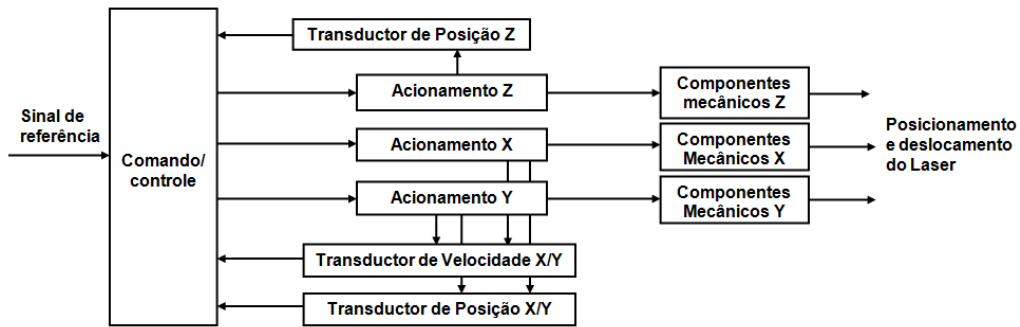 Transductor de Posição Z
Acionamento Z
Componentes
mecânicos Z
Sinal de
referência
Comando/
controle
Acionamento X
Componentes
Mecânicos X
Posicionamento
e deslocamento
do Laser
Acionamento Y
Componentes
Mecânicos Y
Transductor de Velocidade X/Y
Transductor de Posição X/Y